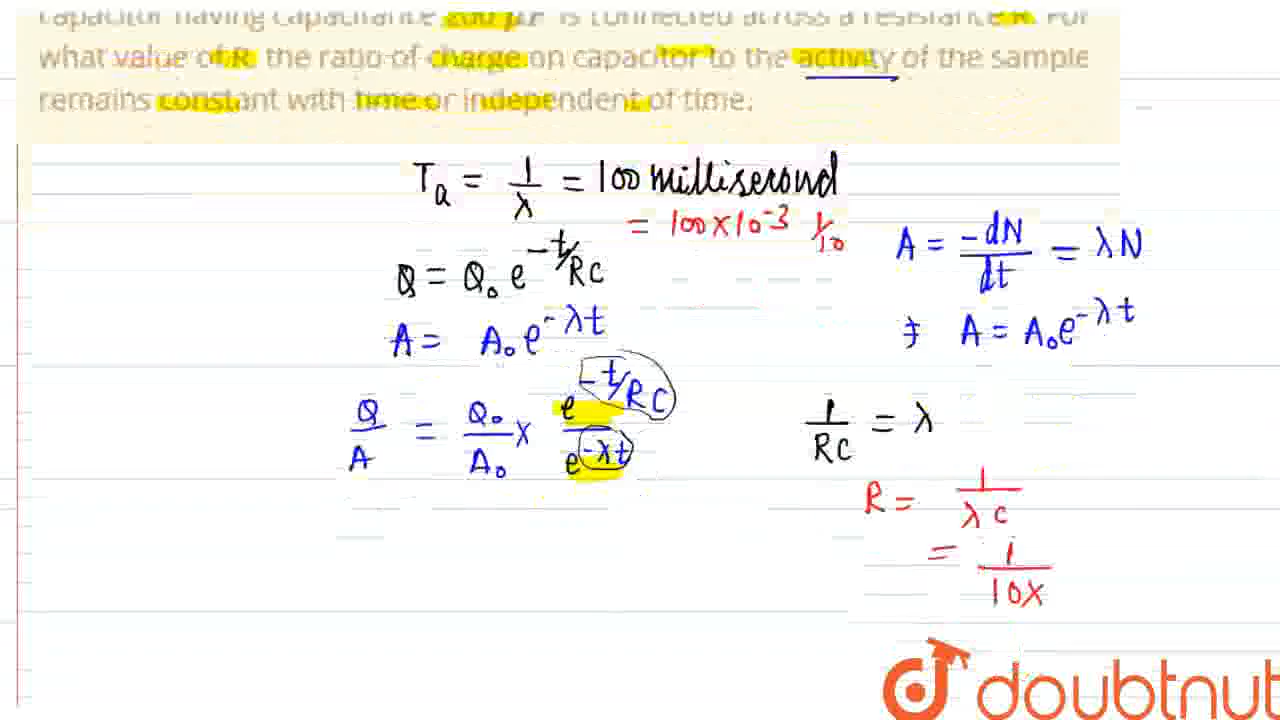 capacitor having capacitance 200 μF is connected across a resistance R. For
what value of R, the ratio of charge on capacitor to the activity of the sample
remains constant with time or independent of time.
Ta = 1/λ = 100 millisecond
= 100×10⁻³ 1/10
Q = Q₀ e^(-t/RC)
A = A₀e^(-λt)
Q/A = Q₀/A₀ × e^(-t/RC)/e^(-λt)
A = -dN/dt = λN
⇒ A = A₀e^(-λt)
1/RC = λ
R = 1/λC
= 1/10×
doubtnut